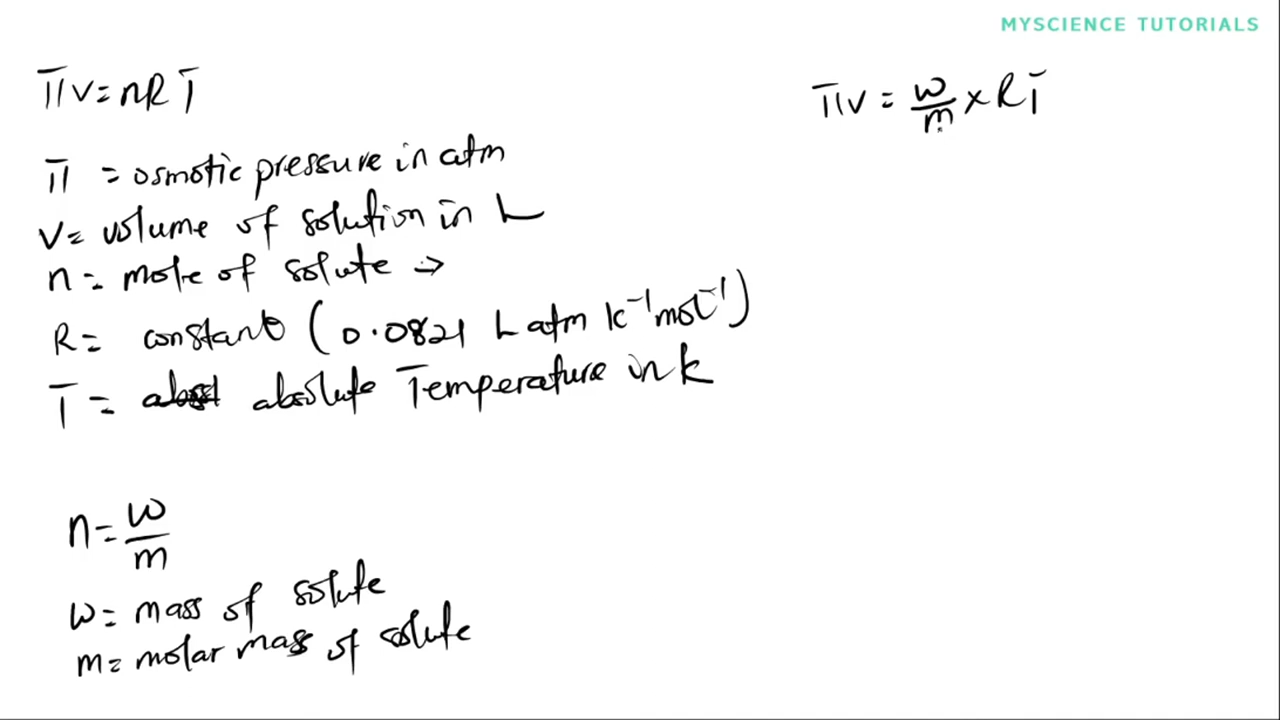 MYSCIENCE TUTORIALS
πV = nRT
π = osmotic pressure in atm
V = volume of solution in L
n = mole of solute →
R = constant (0.0821 L atm k⁻¹ mol⁻¹)
T = absolute Temperature in k
n = w/m
w = mass of solute
m = molar mass of solute
πV = w/m × RT